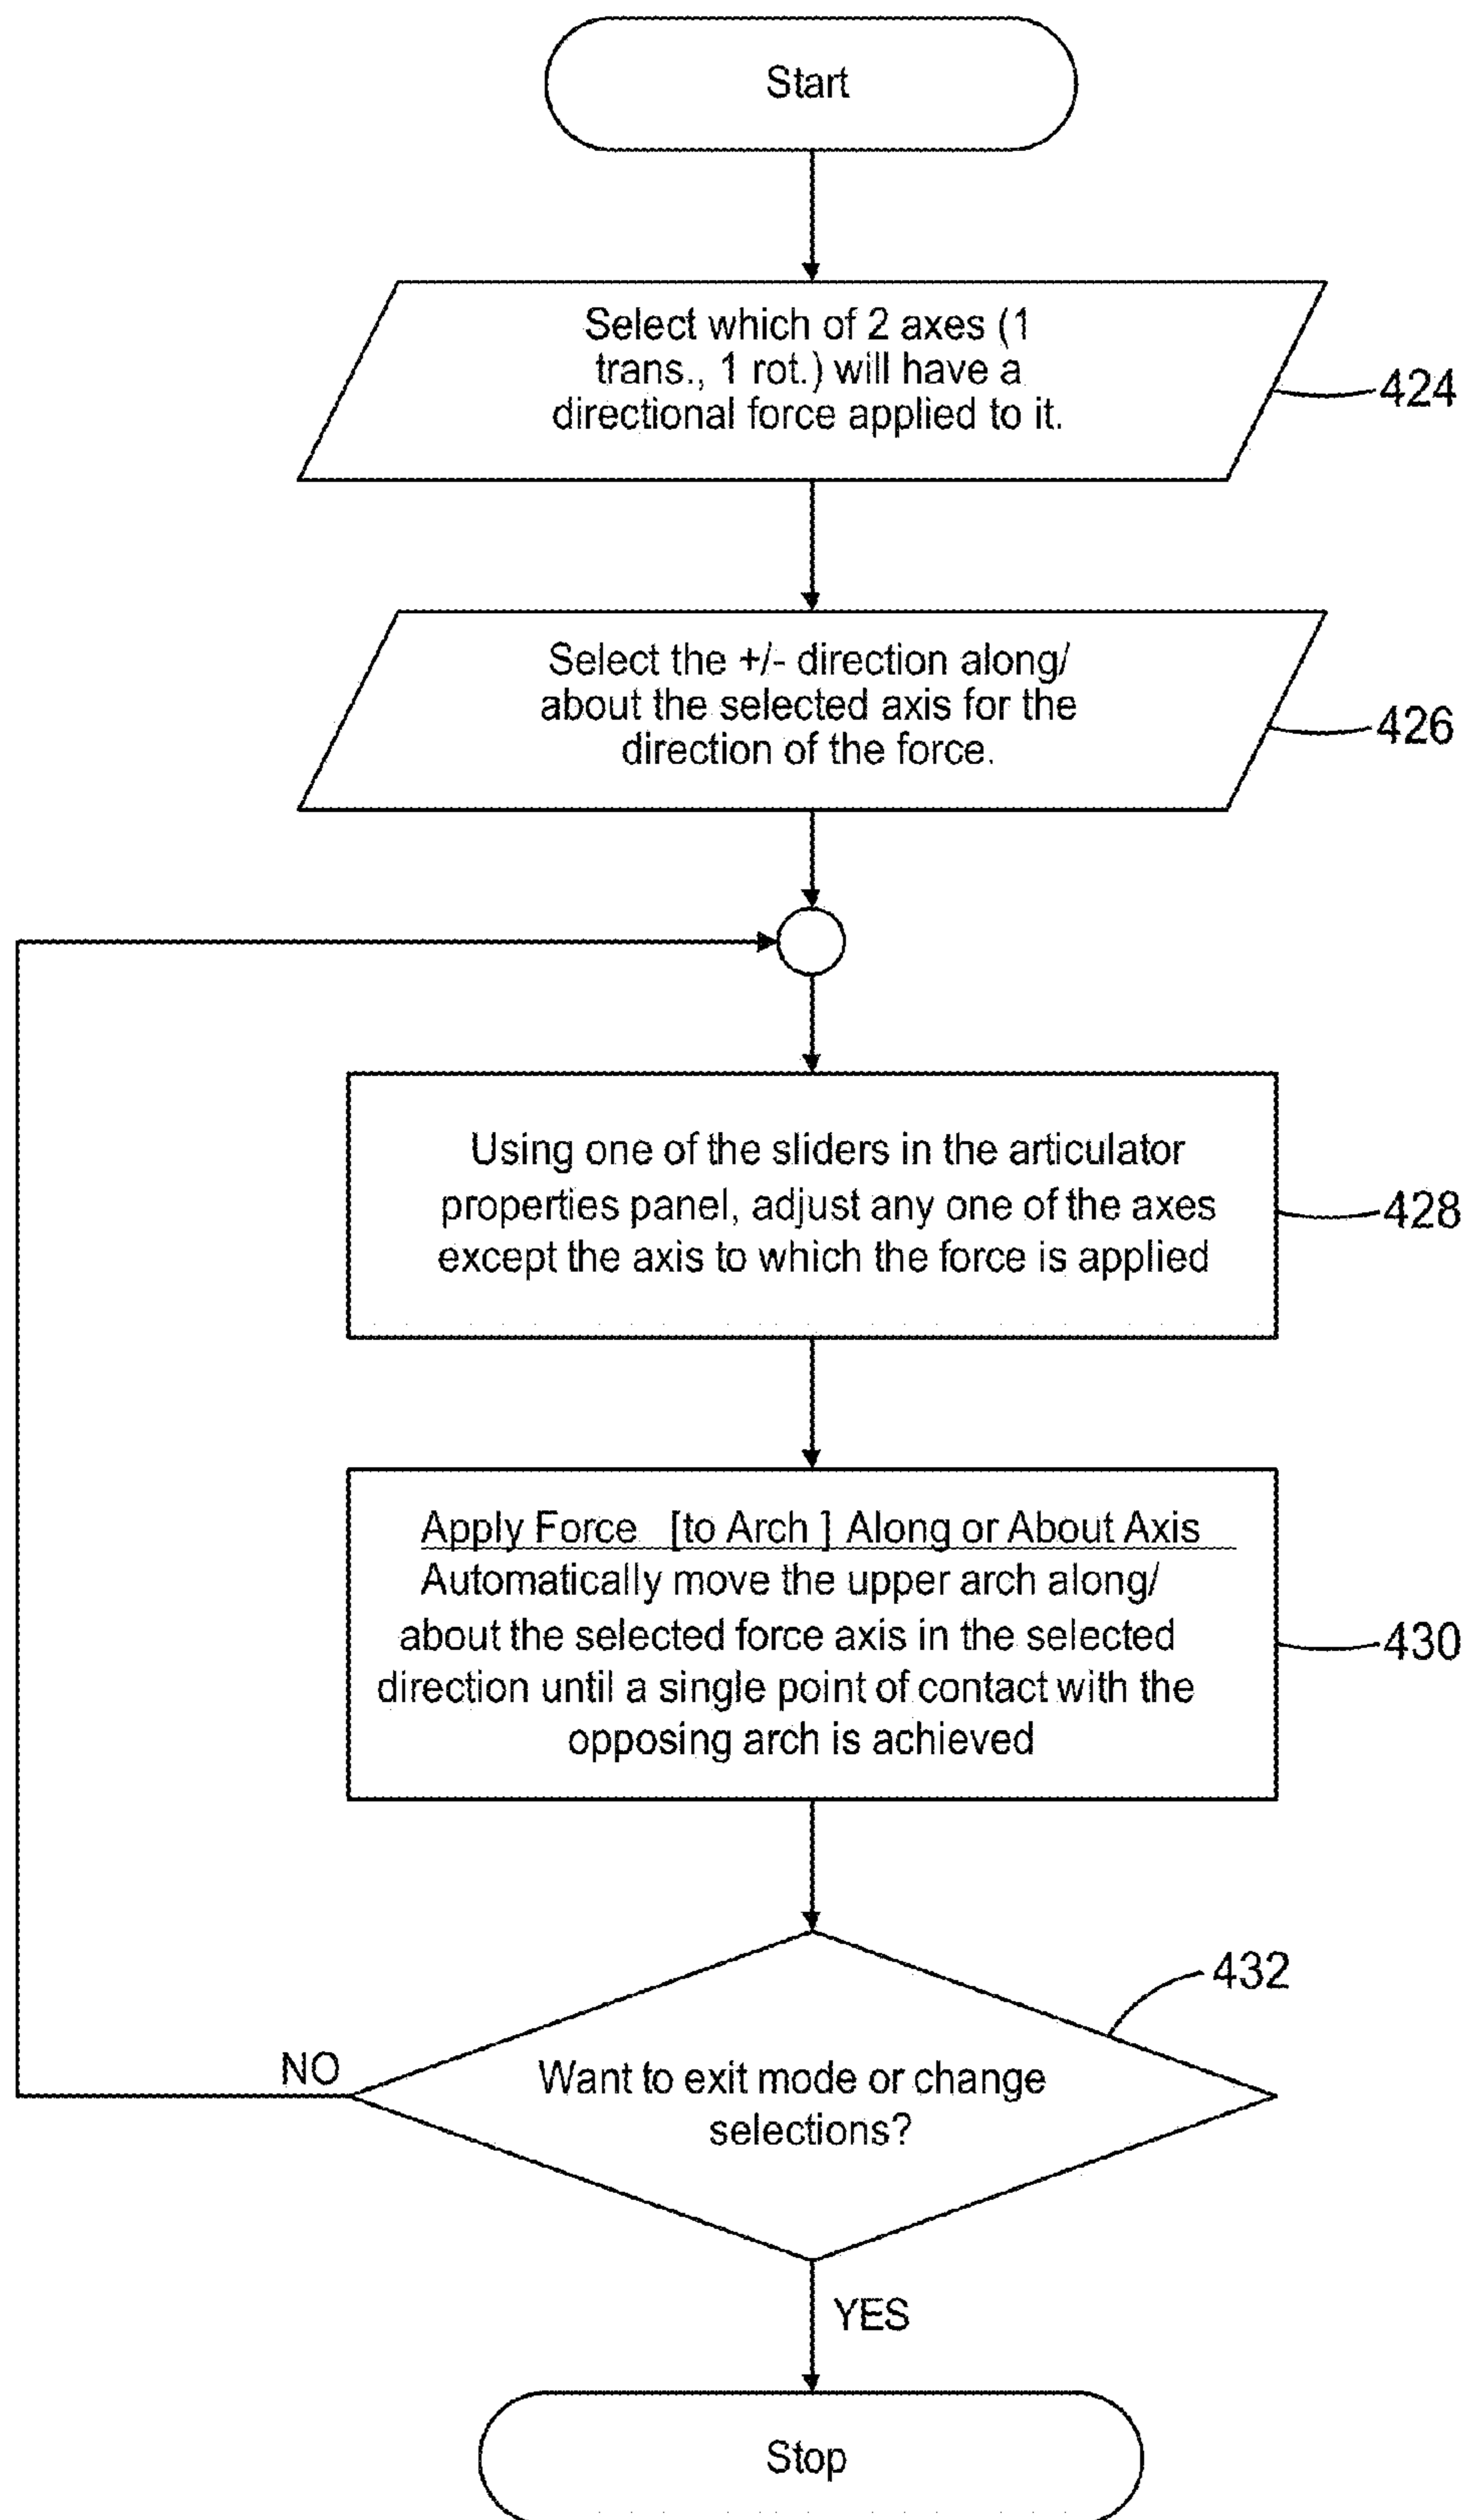 Start
Select which of 2 axes (1
trans., 1 rot.) will have a
directional force applied to it.
424
Select the +/- direction along/
about the selected axis for the
direction of the force.
426
Using one of the sliders in the articulator
properties panel, adjust any one of the axes
except the axis to which the force is applied
428
Apply Force [to Arch ] Along or About Axis
Automatically move the upper arch along/
about the selected force axis in the selected
direction until a single point of contact with the
opposing arch is achieved
430
432
Want to exit mode or change
selections?
NO
YES
Stop